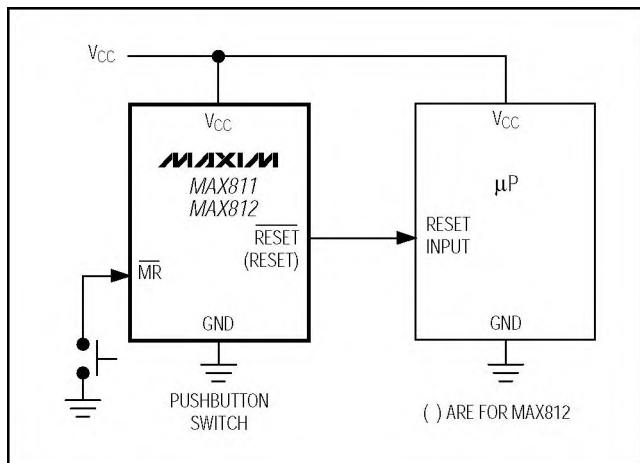 VCC
VCC
MAXIM
MAX811
MAX812
RESET
(RESET)
MR
GND
PUSHBUTTON
SWITCH
VCC
μP
RESET
INPUT
GND
( ) ARE FOR MAX812